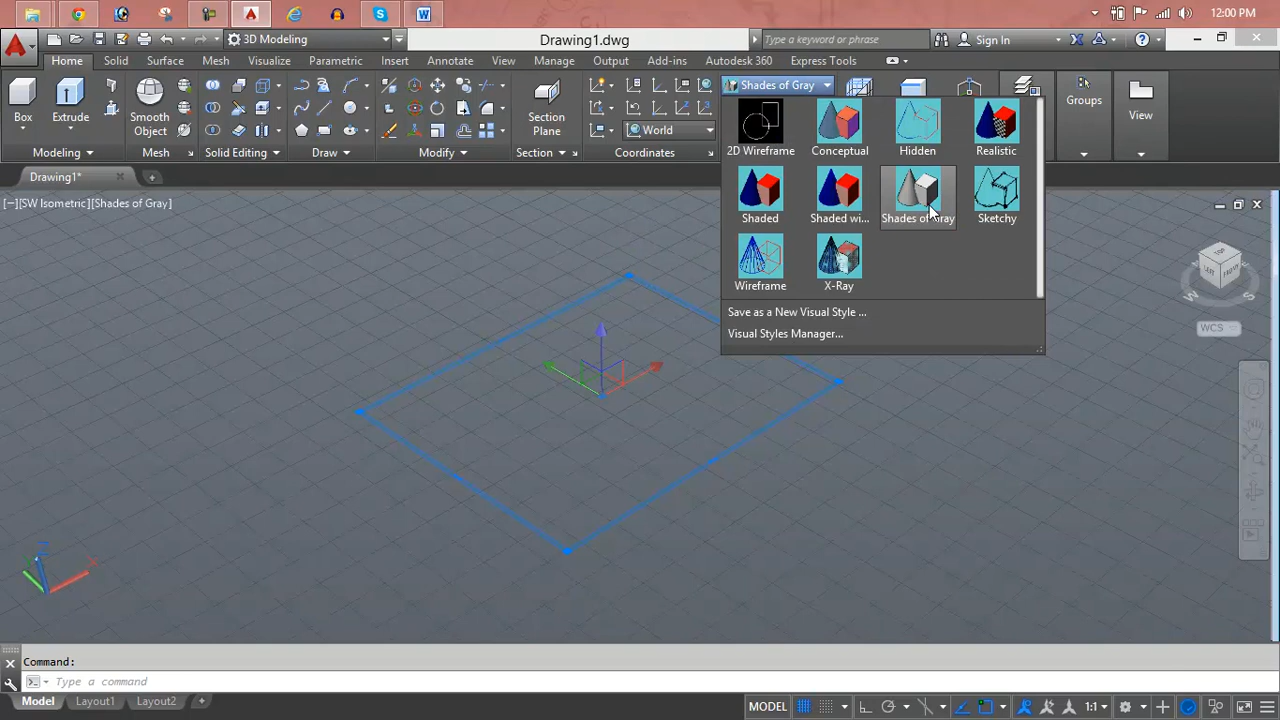 12:00 PM
3D Modeling
Drawing1.dwg
Type a keyword or phrase
Sign In
Home Solid Surface Mesh Visualize Parametric Insert Annotate View Manage Output Add-ins Autodesk 360 Express Tools
Box
Extrude
Smooth
Object
Section
Plane
World
Shades of Gray
Groups
View
Modeling
Mesh
Solid Editing
Draw
Modify
Section
Coordinates
2D Wireframe
Conceptual
Hidden
Realistic
Shaded
Shaded wi...
Shades of Gray
Sketchy
Wireframe
X-Ray
Save as a New Visual Style ...
Visual Styles Manager...
Drawing1*
[−][SW Isometric][Shades of Gray]
LEFT
FRONT
W
S
WCS
X
Command:
Type a command
Model Layout1 Layout2
MODEL
1:1